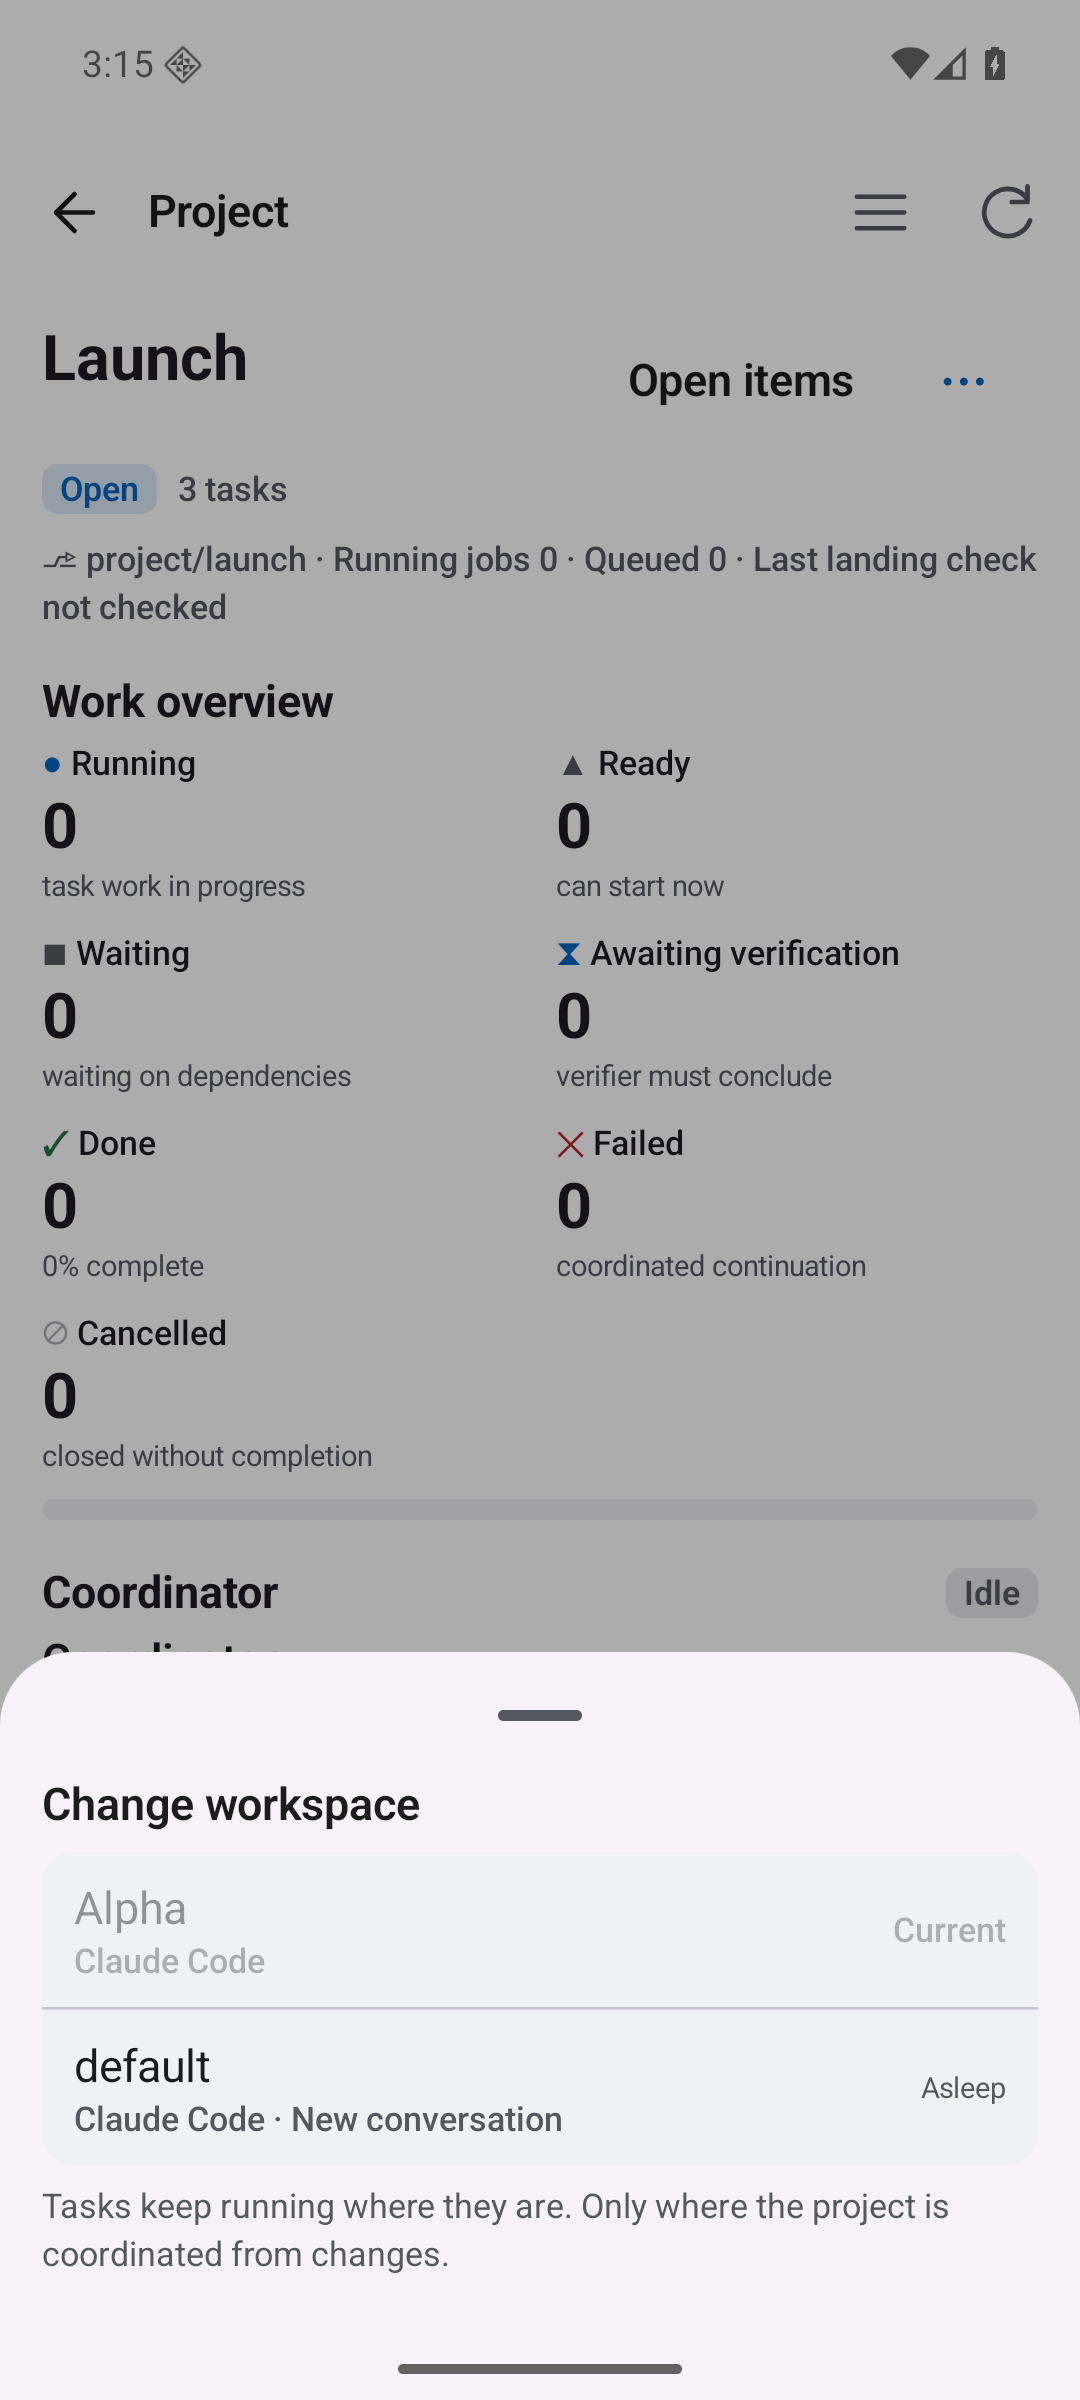 3:15
Project
Launch
Open items
Open 3 tasks
project/launch · Running jobs 0 · Queued 0 · Last landing check
not checked
Work overview
Running
0
task work in progress
Ready
0
can start now
Waiting
0
waiting on dependencies
Awaiting verification
0
verifier must conclude
Done
0
0% complete
Failed
0
coordinated continuation
Cancelled
0
closed without completion
Coordinator
Idle
Change workspace
Alpha
Claude Code
Current
default
Claude Code · New conversation
Asleep
Tasks keep running where they are. Only where the project is
coordinated from changes.